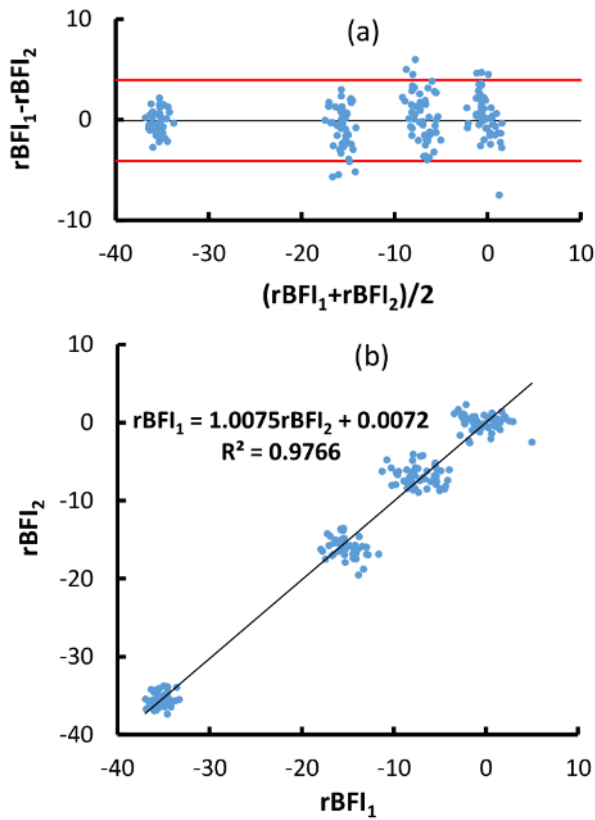 (a)
10
0
-10
rBFI₁-rBFI₂
-40 -30 -20 -10 0 10
(rBFI₁+rBFI₂)/2
(b)
10
0
-10
-20
-30
-40
rBFI₂
rBFI₁ = 1.0075rBFI₂ + 0.0072
R² = 0.9766
-40 -30 -20 -10 0 10
rBFI₁